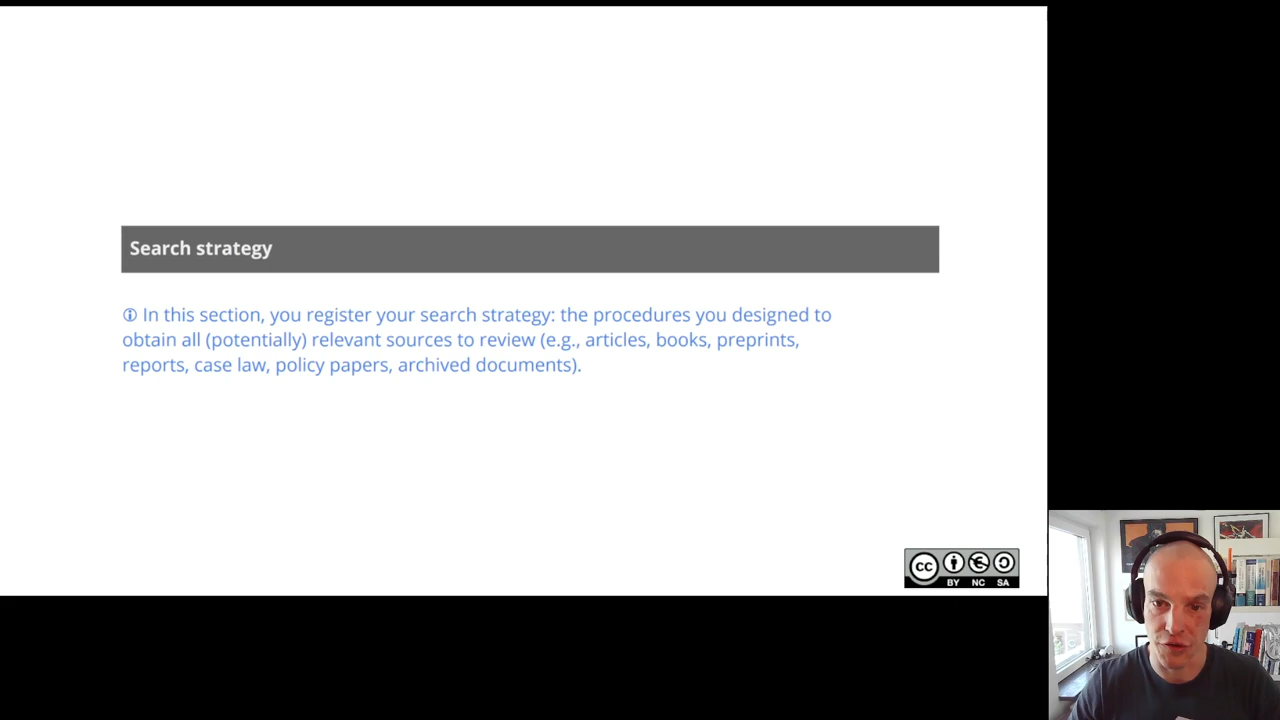 Search strategy
ⓘ In this section, you register your search strategy: the procedures you designed to
obtain all (potentially) relevant sources to review (e.g., articles, books, preprints,
reports, case law, policy papers, archived documents).
cc
BY NC SA